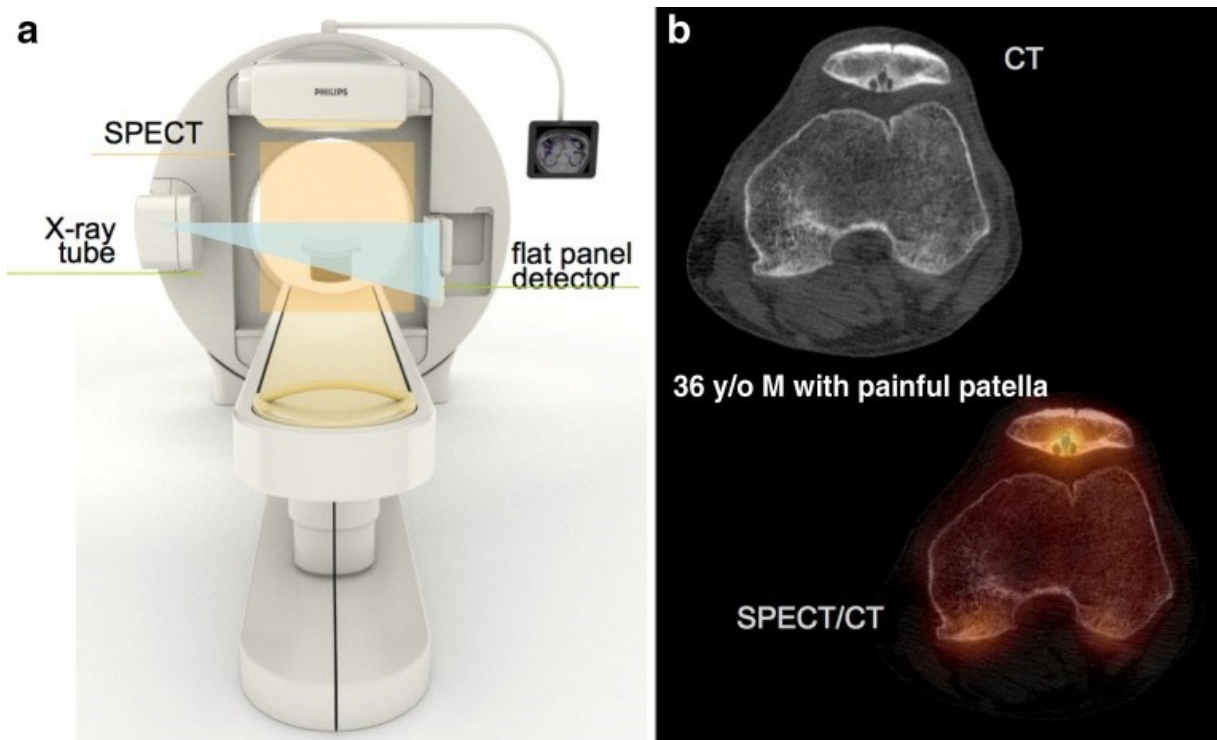 a
PHILIPS
SPECT
X-ray
tube
flat panel
detector
b
CT
36 y/o M with painful patella
SPECT/CT